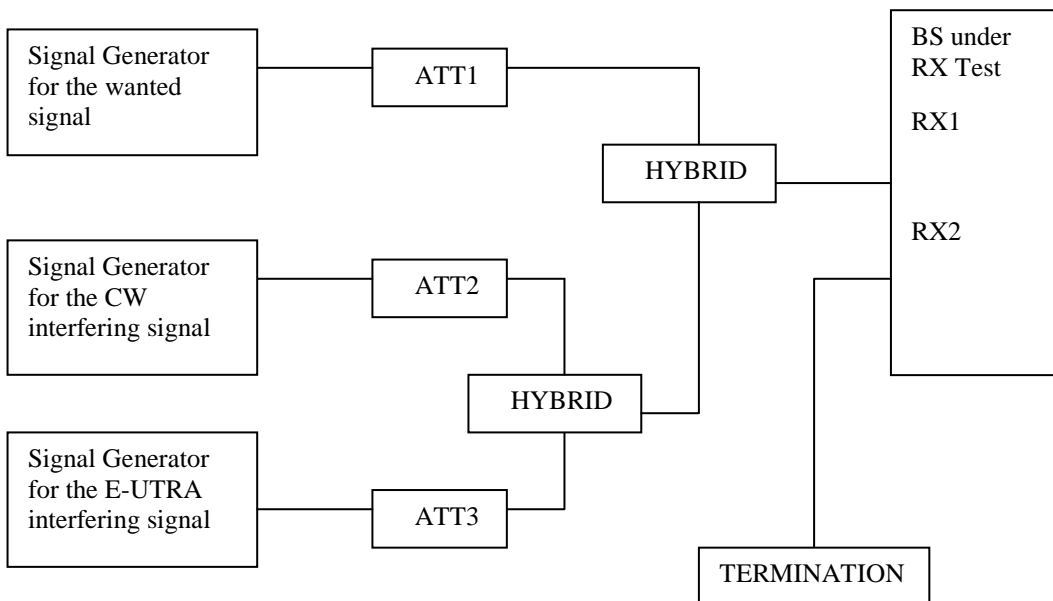 Signal Generator
for the wanted
signal
ATT1
HYBRID
BS under
RX Test
RX1
RX2
Signal Generator
for the CW
interfering signal
ATT2
HYBRID
Signal Generator
for the E-UTRA
interfering signal
ATT3
TERMINATION